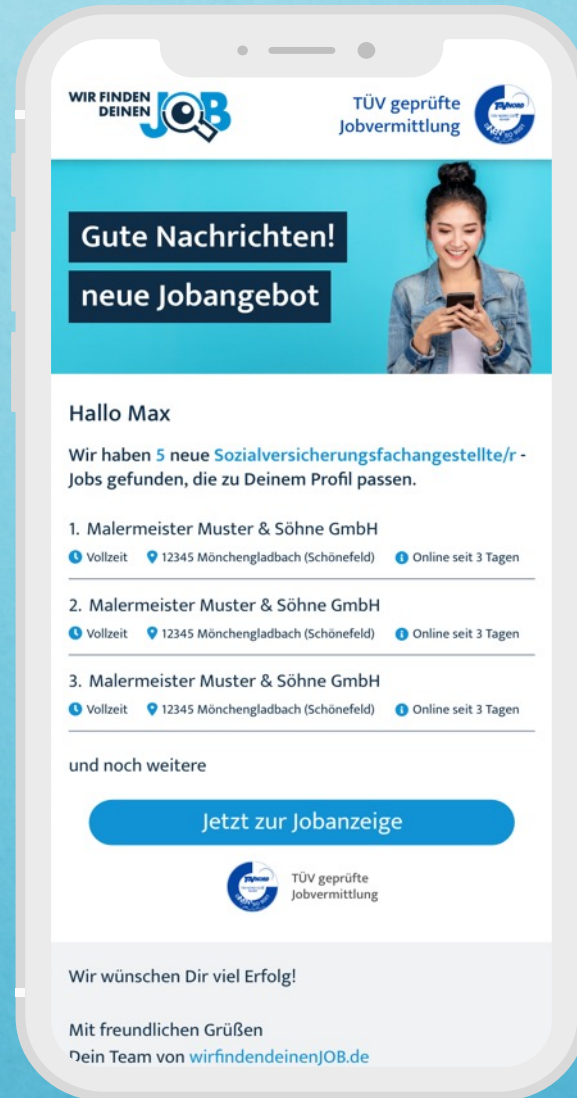 WIR FINDEN
DEINEN JOB
TÜV geprüfte
Jobvermittlung
TÜV NORD
Gute Nachrichten!
neue Jobangebot
Hallo Max
Wir haben 5 neue Sozialversicherungsfachangestellte/r -
Jobs gefunden, die zu Deinem Profil passen.
1. Malermeister Muster & Söhne GmbH
Vollzeit 12345 Mönchengladbach (Schönefeld) Online seit 3 Tagen
2. Malermeister Muster & Söhne GmbH
Vollzeit 12345 Mönchengladbach (Schönefeld) Online seit 3 Tagen
3. Malermeister Muster & Söhne GmbH
Vollzeit 12345 Mönchengladbach (Schönefeld) Online seit 3 Tagen
und noch weitere
Jetzt zur Jobanzeige
TÜV NORD
TÜV geprüfte
Jobvermittlung
Wir wünschen Dir viel Erfolg!
Mit freundlichen Grüßen
Dein Team von wirfindendeinenJOB.de